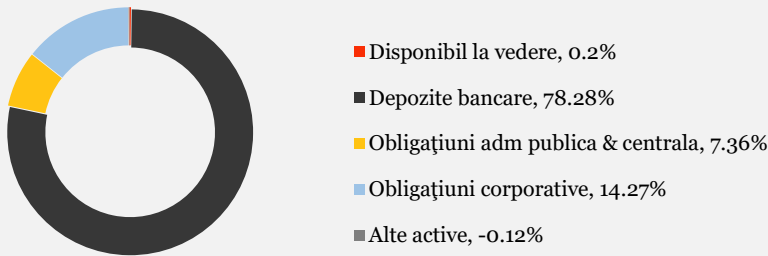 Disponibil la vedere, 0.2%
Depozite bancare, 78.28%
Obligaţiuni adm publica & centrala, 7.36%
Obligaţiuni corporative, 14.27%
Alte active, -0.12%